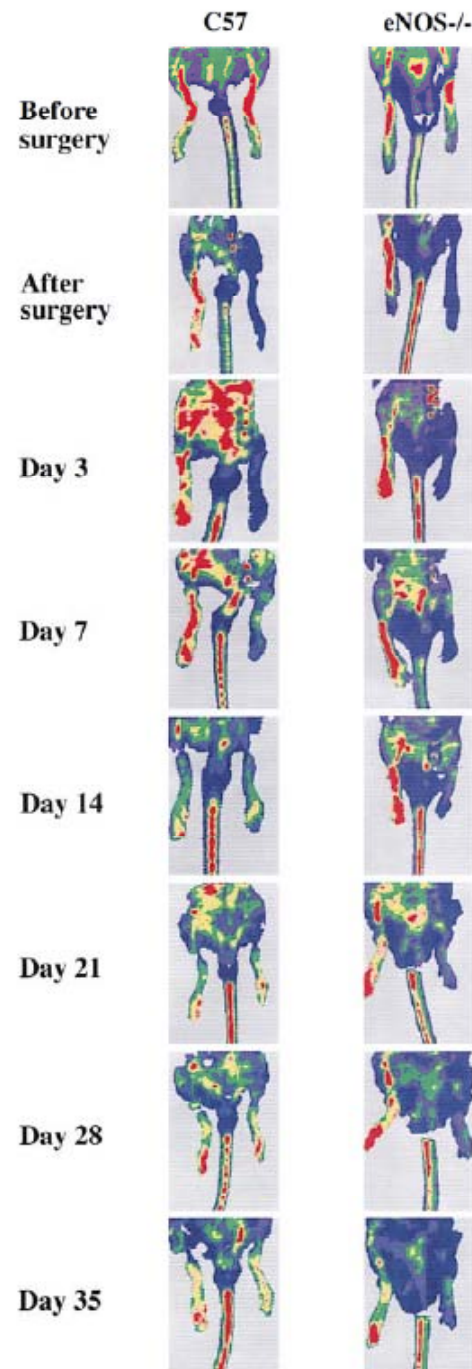 C57 eNOS-/-
Before
surgery
After
surgery
Day 3
Day 7
Day 14
Day 21
Day 28
Day 35